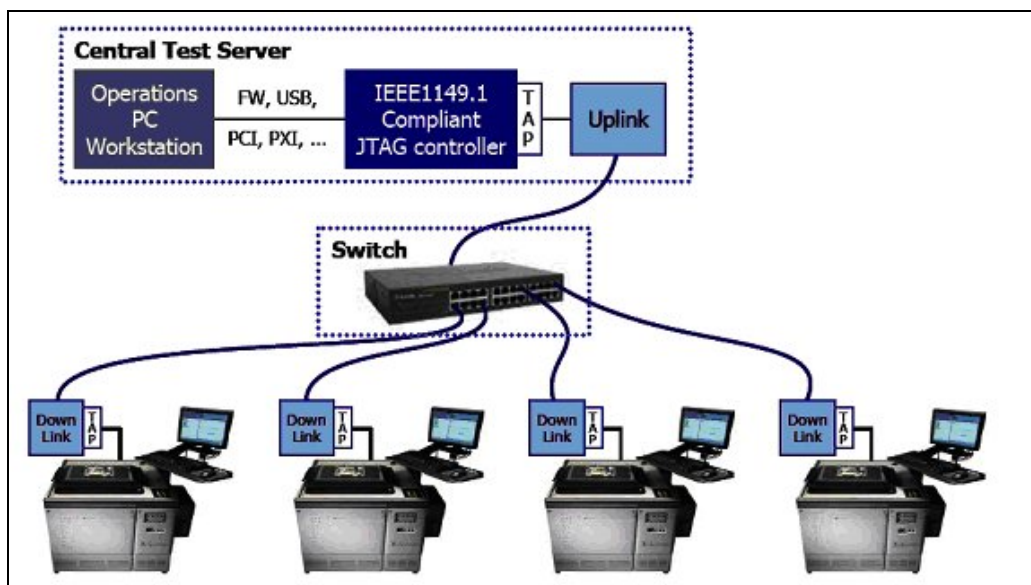 Central Test Server
Operations
PC
Workstation
FW, USB,
PCI, PXI, ...
IEEE1149.1
Compliant
JTAG controller
T
A
P
Uplink
Switch
Down
Link
T
A
P
Down
Link
T
A
P
Down
Link
T
A
P
Down
Link
T
A
P